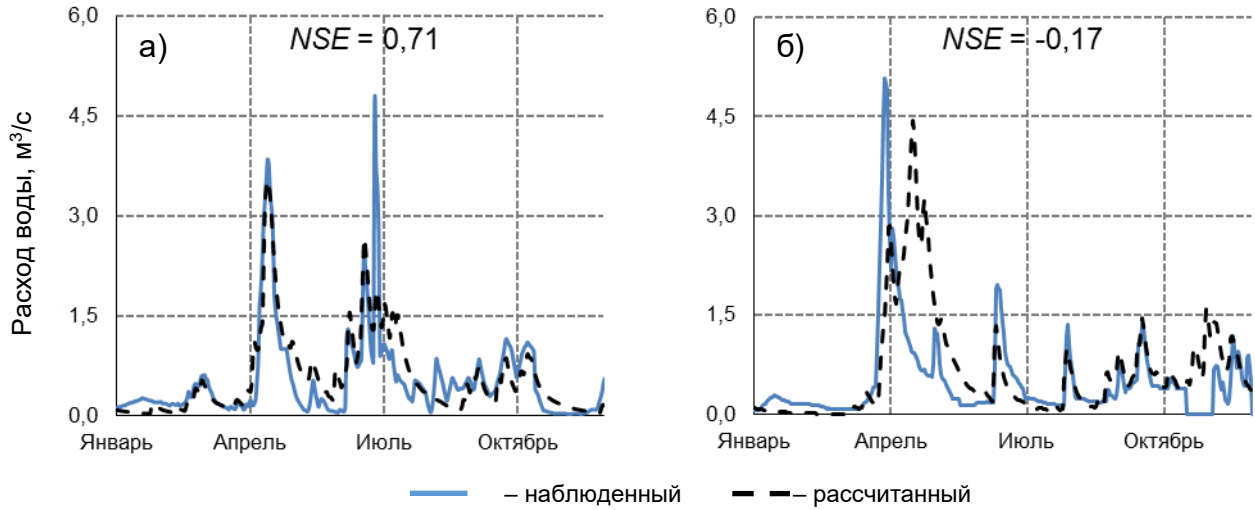 Расход воды, м³/с
6,0
4,5
3,0
1,5
0,0
а)
NSE = 0,71
Январь Апрель Июль Октябрь
6,0
4,5
3,0
1,5
0,0
б)
NSE = -0,17
Январь Апрель Июль Октябрь
– наблюденный – рассчитанный